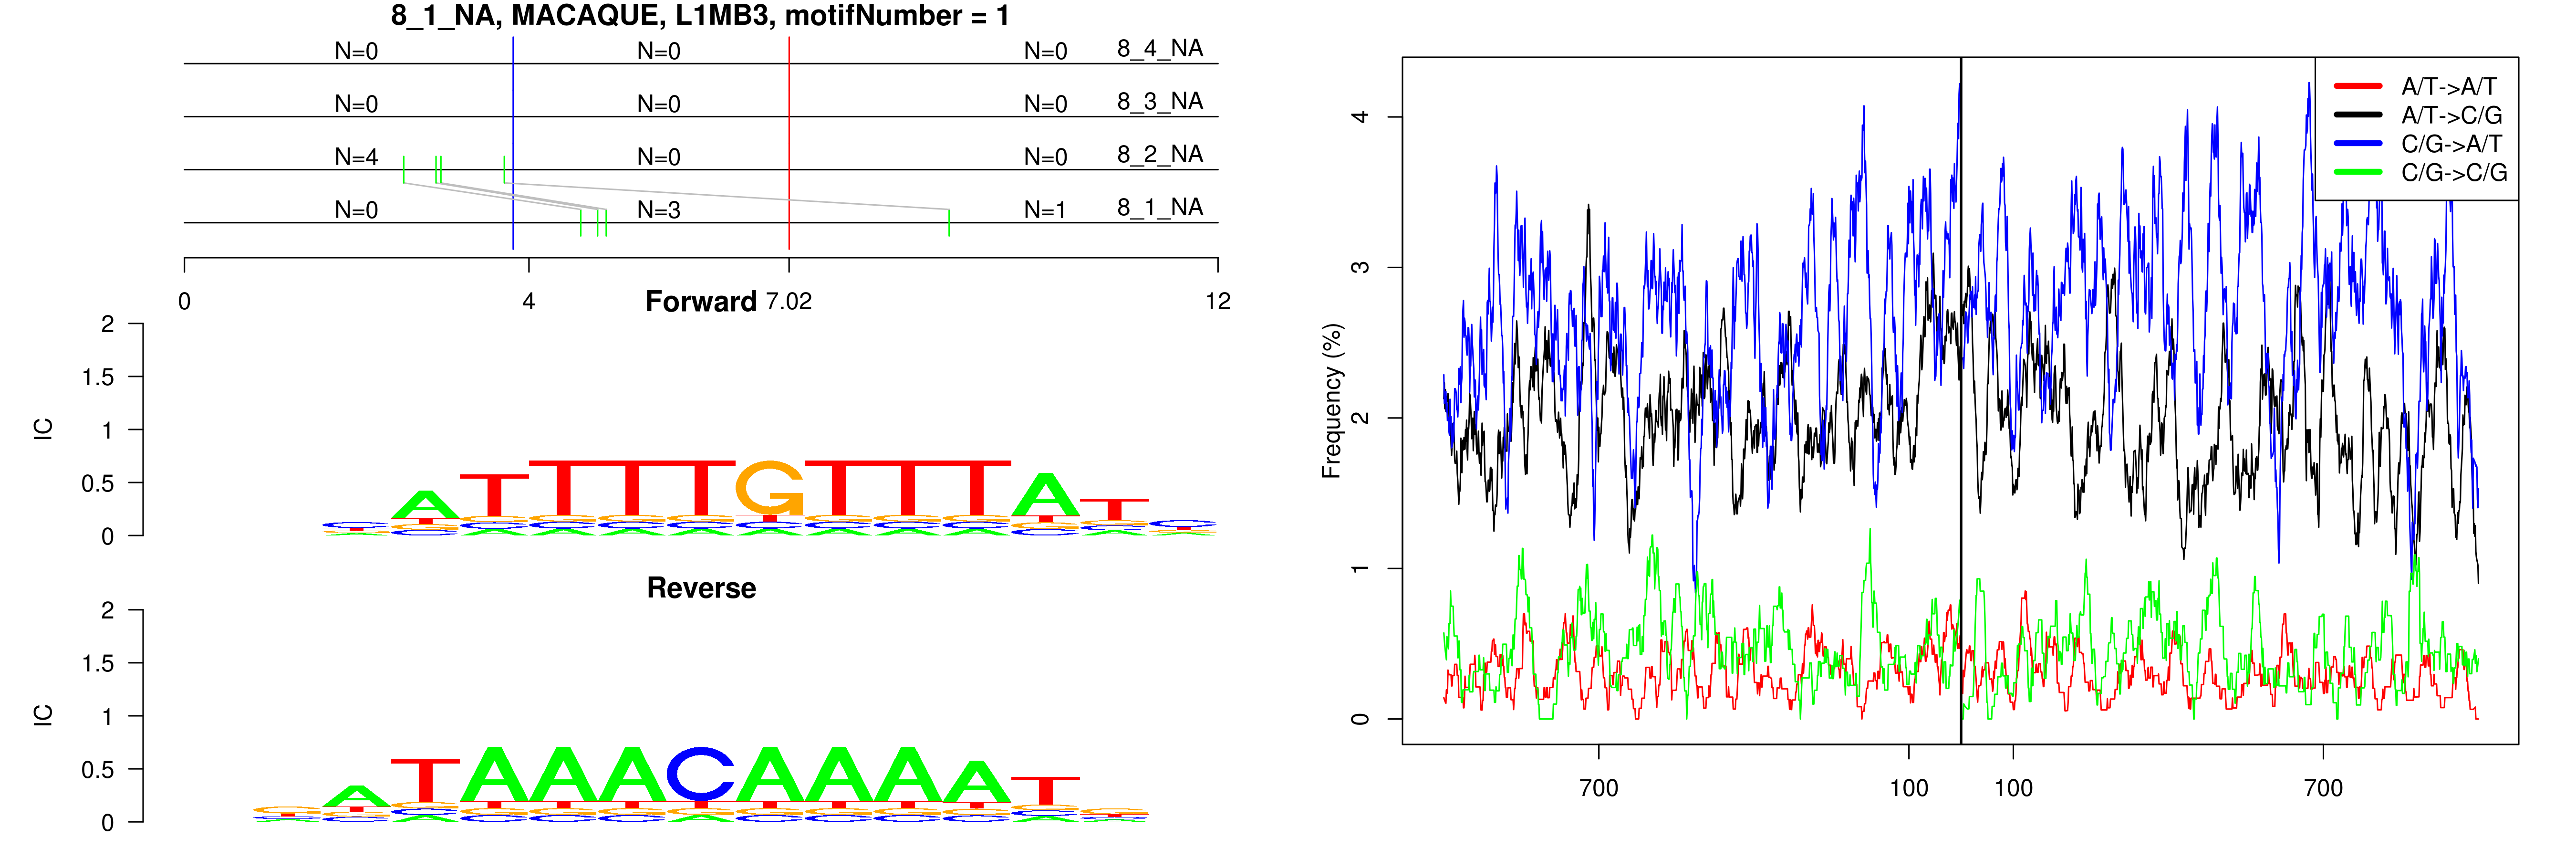 8_1_NA, MACAQUE, L1MB3, motifNumber = 1
N=0 N=0 N=0 8_4_NA
N=0 N=0 N=0 8_3_NA
N=4 N=0 N=0 8_2_NA
N=0 N=3 N=1 8_1_NA
0 4 7.02 12
Forward
2
1.5
1
0.5
0
IC
A T T T T G T T T A T
Reverse
2
1.5
1
0.5
0
IC
A T A A A C A A A A T
Frequency (%)
4
3
2
1
0
700 100 100 700
A/T->A/T
A/T->C/G
C/G->A/T
C/G->C/G